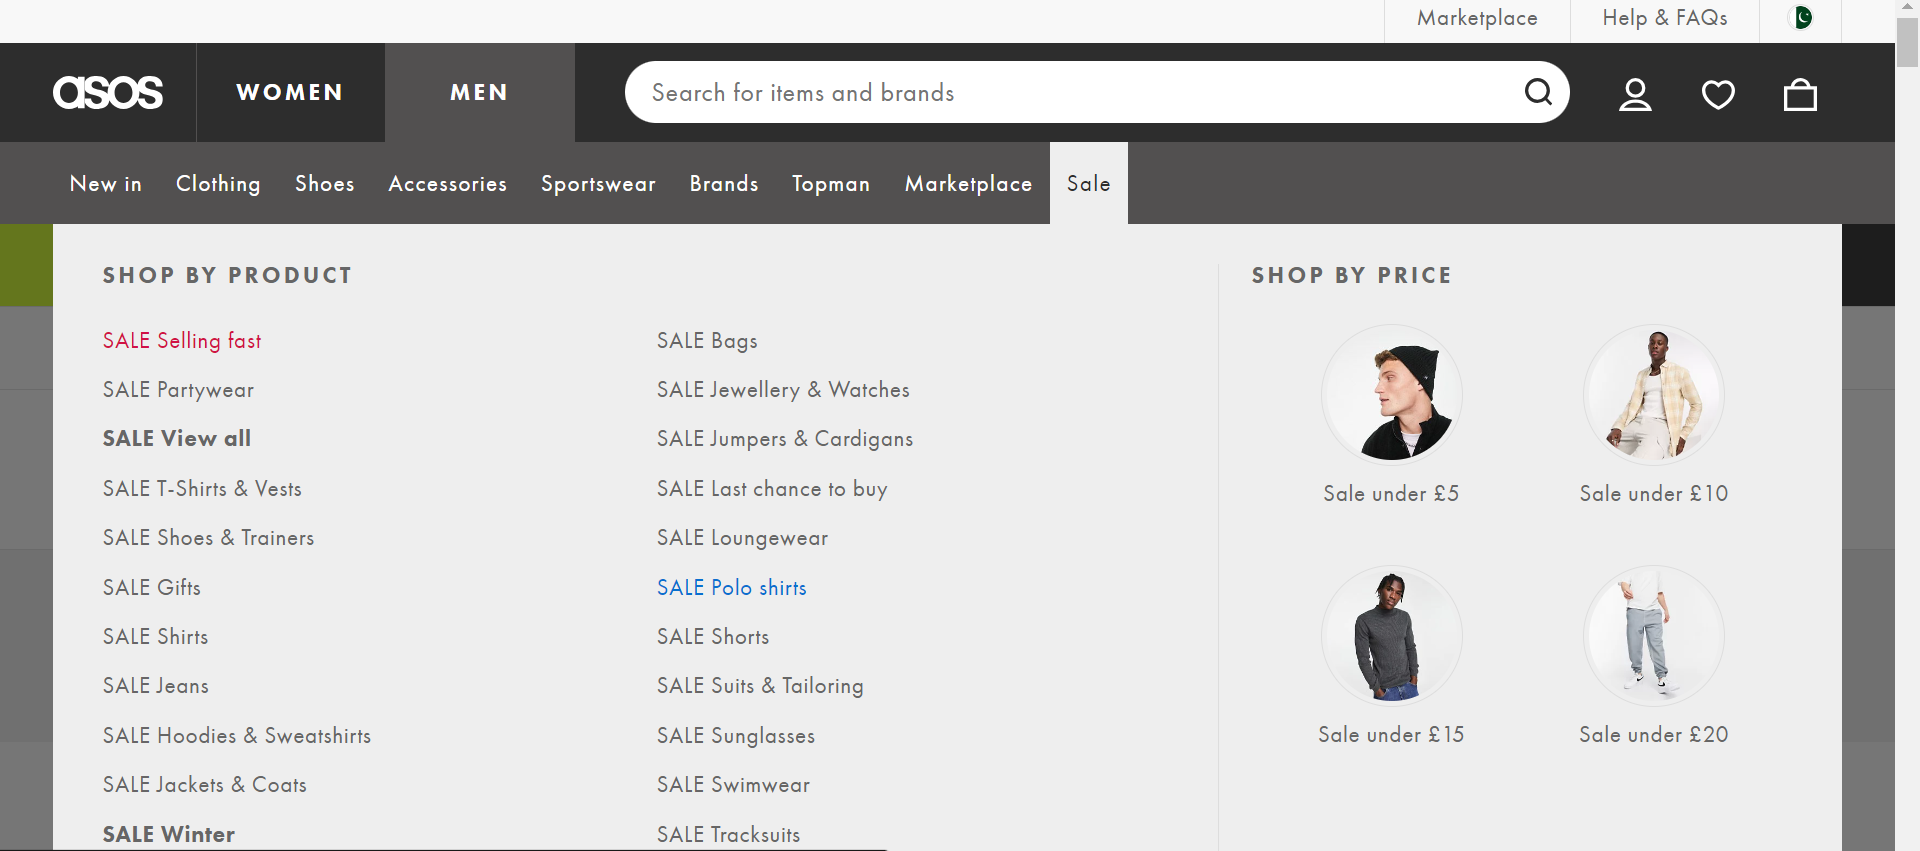 Marketplace
Help & FAQs
asos
WOMEN
MEN
Search for items and brands
New in
Clothing
Shoes
Accessories
Sportswear
Brands
Topman
Marketplace
Sale
SHOP BY PRODUCT
SALE Selling fast
SALE Partywear
SALE View all
SALE T-Shirts & Vests
SALE Shoes & Trainers
SALE Gifts
SALE Shirts
SALE Jeans
SALE Hoodies & Sweatshirts
SALE Jackets & Coats
SALE Winter
SALE Bags
SALE Jewellery & Watches
SALE Jumpers & Cardigans
SALE Last chance to buy
SALE Loungewear
SALE Polo shirts
SALE Shorts
SALE Suits & Tailoring
SALE Sunglasses
SALE Swimwear
SALE Tracksuits
SHOP BY PRICE
Sale under £5
Sale under £10
Sale under £15
Sale under £20